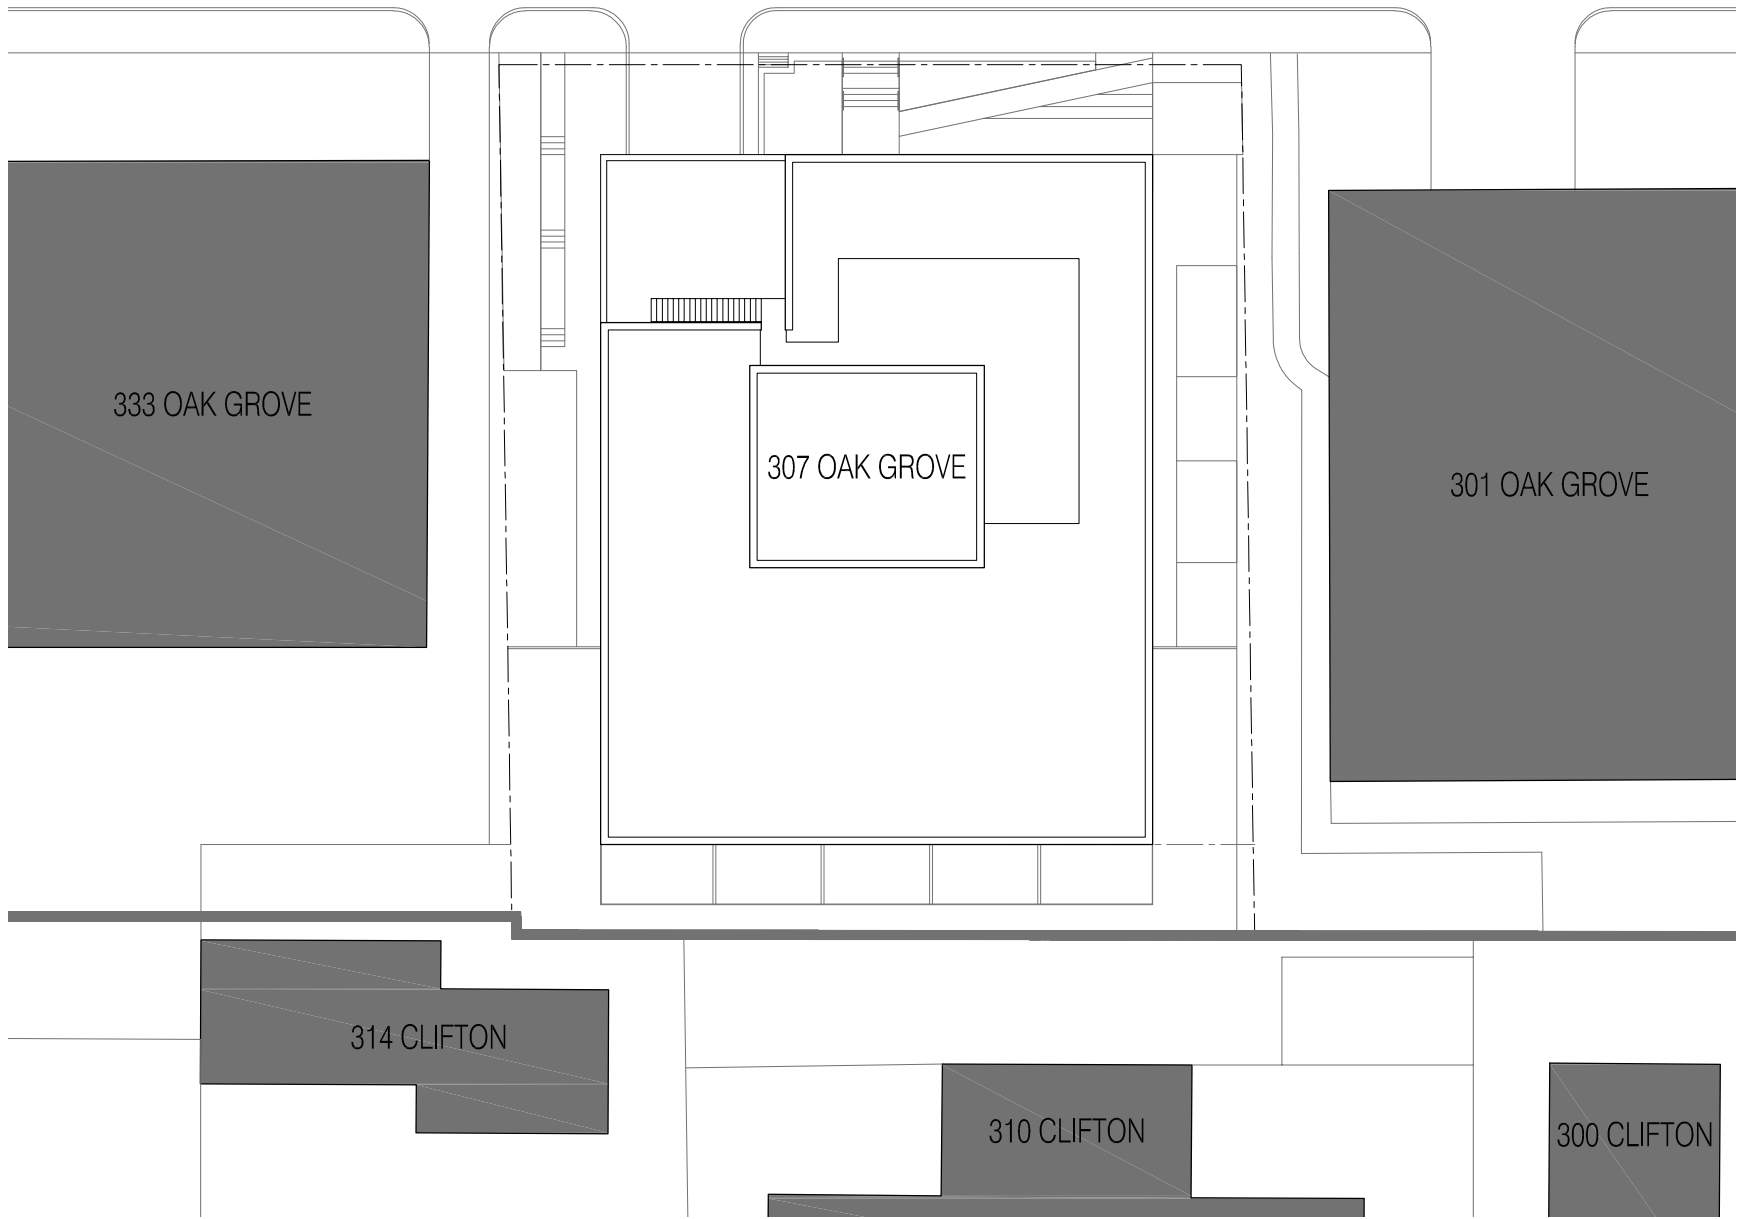 333 OAK GROVE
307 OAK GROVE
301 OAK GROVE
314 CLIFTON
310 CLIFTON
300 CLIFTON